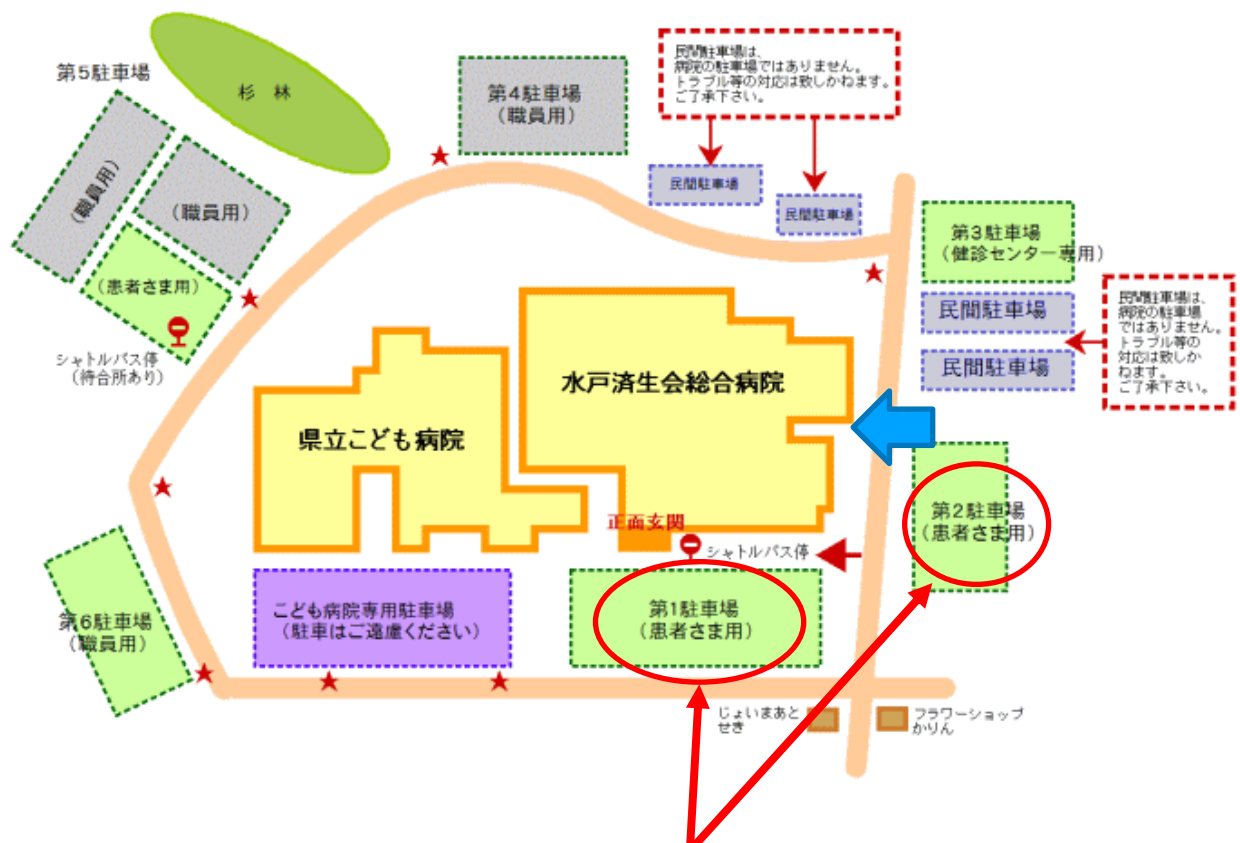 第5駐車場
杉　林
(職員用)
(職員用)
(患者さま用)
シャトルバス停
(待合所あり)
第4駐車場
(職員用)
民間駐車場は、
病院の駐車場ではありません。
トラブル等の対応は致しかねます。
ご了承下さい。
民間駐車場
民間駐車場
第3駐車場
(健診センター専用)
民間駐車場
民間駐車場
民間駐車場は、
病院の駐車場
ではありません。
トラブル等の
対応は致しか
ねます。
ご了承下さい。
水戸済生会総合病院
県立こども病院
正面玄関
シャトルバス停
第2駐車場
(患者さま用)
第1駐車場
(患者さま用)
こども病院専用駐車場
(駐車はご遠慮ください)
第6駐車場
(職員用)
じょいまあと
せき
フラワーショップ
かりん